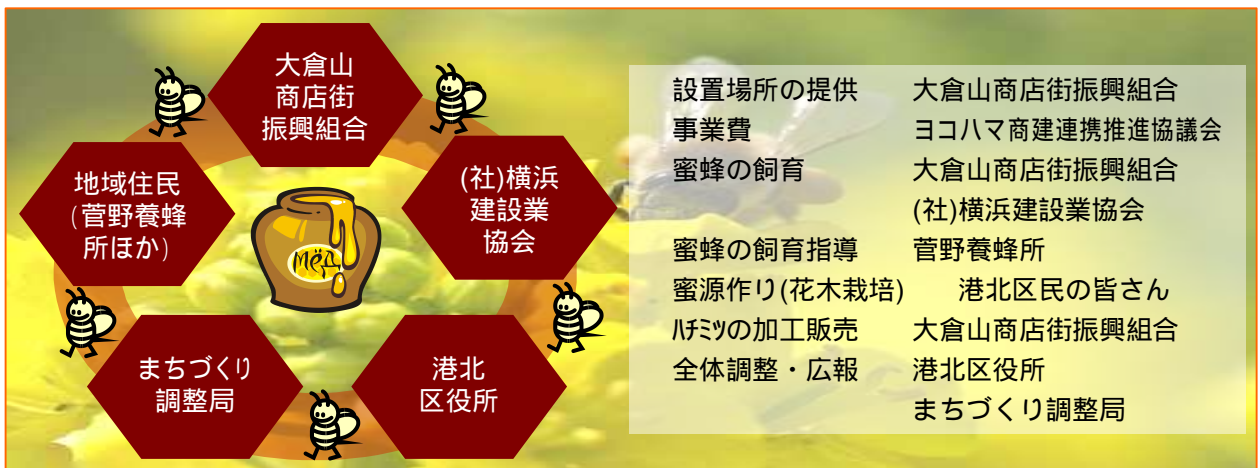 大倉山
商店街
振興組合
地域住民
(菅野養蜂
所ほか)
(社)横浜
建設業
協会
мёд
まちづくり
調整局
港北
区役所
設置場所の提供 大倉山商店街振興組合
事業費 ヨコハマ商建連携推進協議会
蜜蜂の飼育 大倉山商店街振興組合
(社)横浜建設業協会
蜜蜂の飼育指導 菅野養蜂所
蜜源作り(花木栽培) 港北区民の皆さん
ﾊﾁﾐﾂの加工販売 大倉山商店街振興組合
全体調整・広報 港北区役所
まちづくり調整局